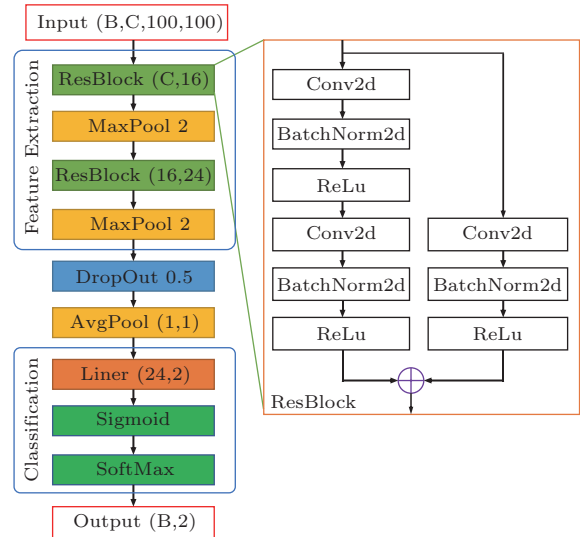 Input (B,C,100,100)
Feature Extraction
ResBlock (C,16)
MaxPool 2
ResBlock (16,24)
MaxPool 2
DropOut 0.5
AvgPool (1,1)
Classification
Liner (24,2)
Sigmoid
SoftMax
Output (B,2)
Conv2d
BatchNorm2d
ReLu
Conv2d
BatchNorm2d
ReLu
Conv2d
BatchNorm2d
ReLu
ResBlock